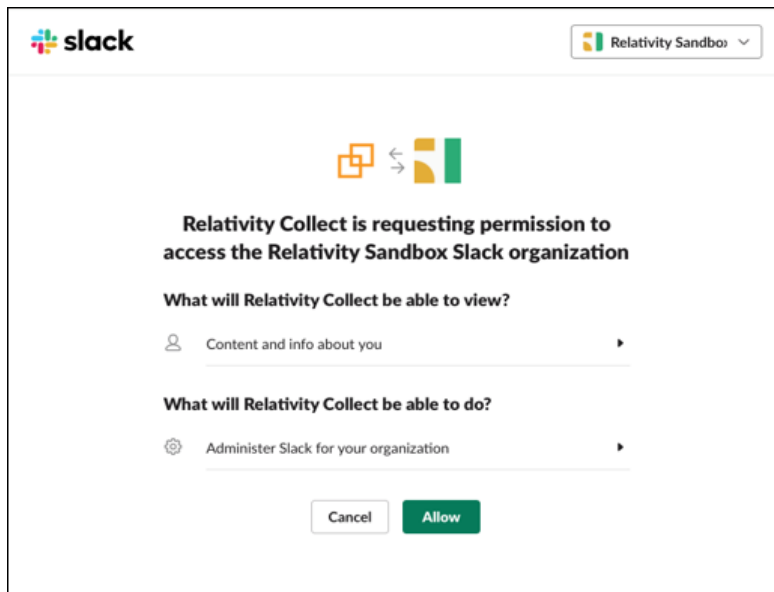 slack
Relativity Sandbox
Relativity Collect is requesting permission to
access the Relativity Sandbox Slack organization
What will Relativity Collect be able to view?
Content and info about you
What will Relativity Collect be able to do?
Administer Slack for your organization
Cancel
Allow